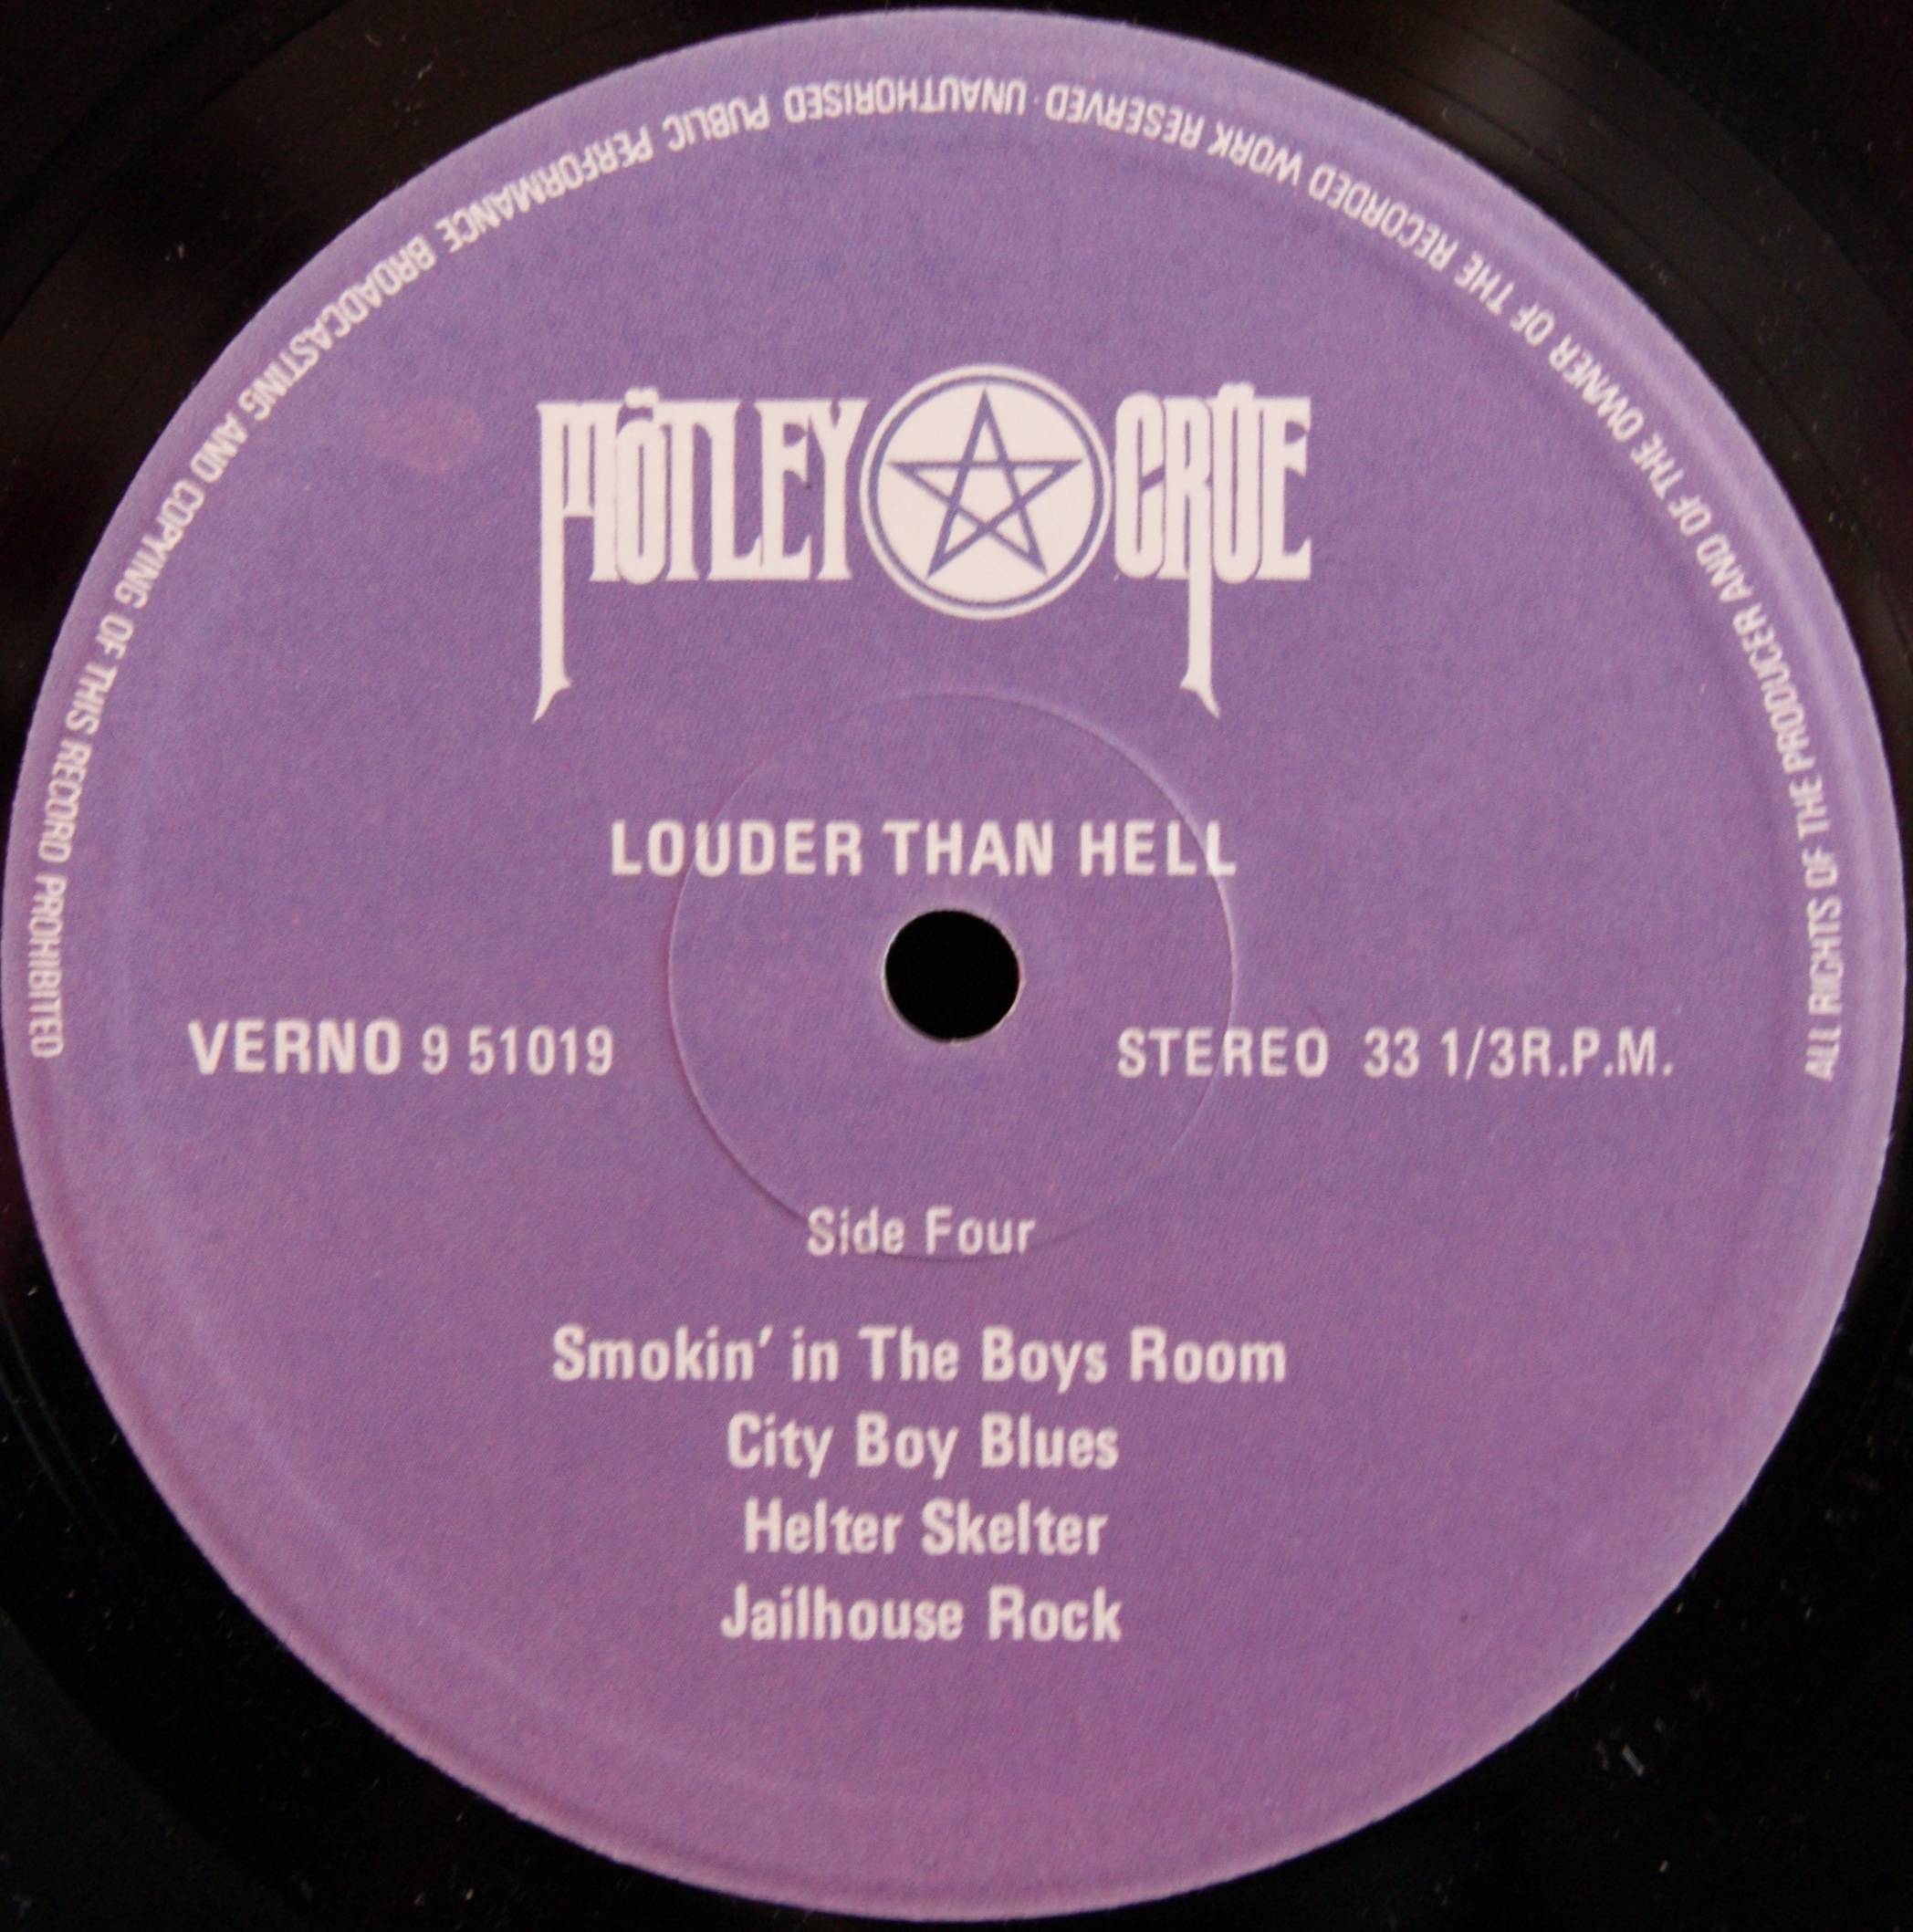 MÖTLEY CRÜE
LOUDER THAN HELL
VERNO 9 51019
STEREO 33 1/3R.P.M.
Side Four
Smokin' in The Boys Room
City Boy Blues
Helter Skelter
Jailhouse Rock
ALL RIGHTS OF THE PRODUCER AND OF THE OWNER OF THE RECORDED WORK RESERVED · UNAUTHORISED PUBLIC PERFORMANCE BROADCASTING AND COPYING OF THIS RECORD PROHIBITED